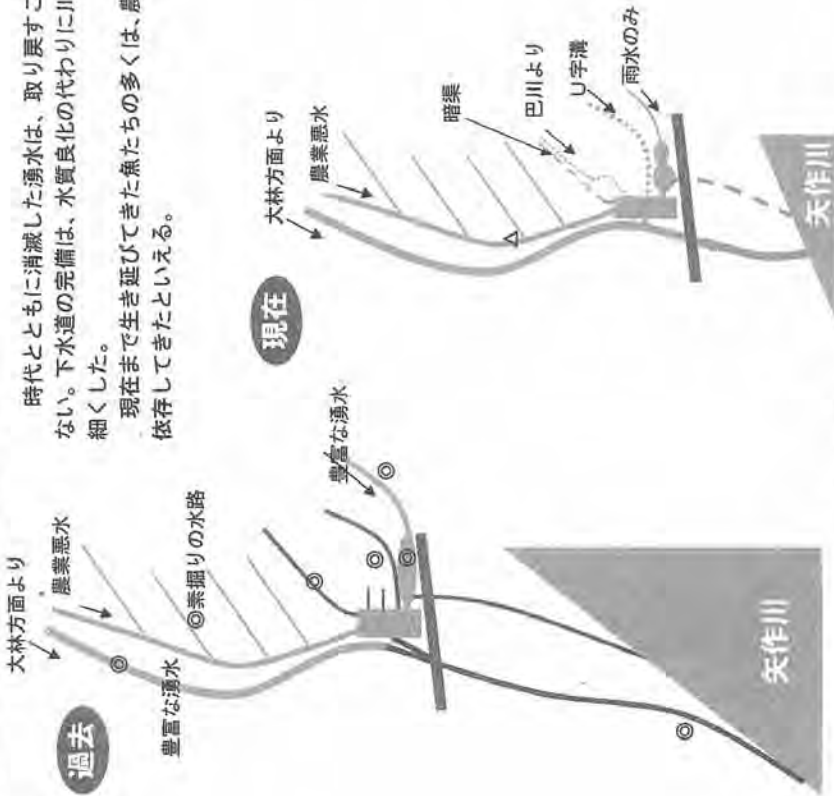 時代とともに消滅した湧水は、取り戻すこ
ない。下水道の完備は、水質良化の代わりに川
細くした。
現在まで生き延びてきた魚たちの多くは、農
依存してきたといえる。
過去
大林方面より
農業悪水
◎素掘りの水路
豊富な湧水
豊富な湧水
矢作川
現在
大林方面より
農業悪水
暗渠
巴川より
U字溝
雨水のみ
矢作川